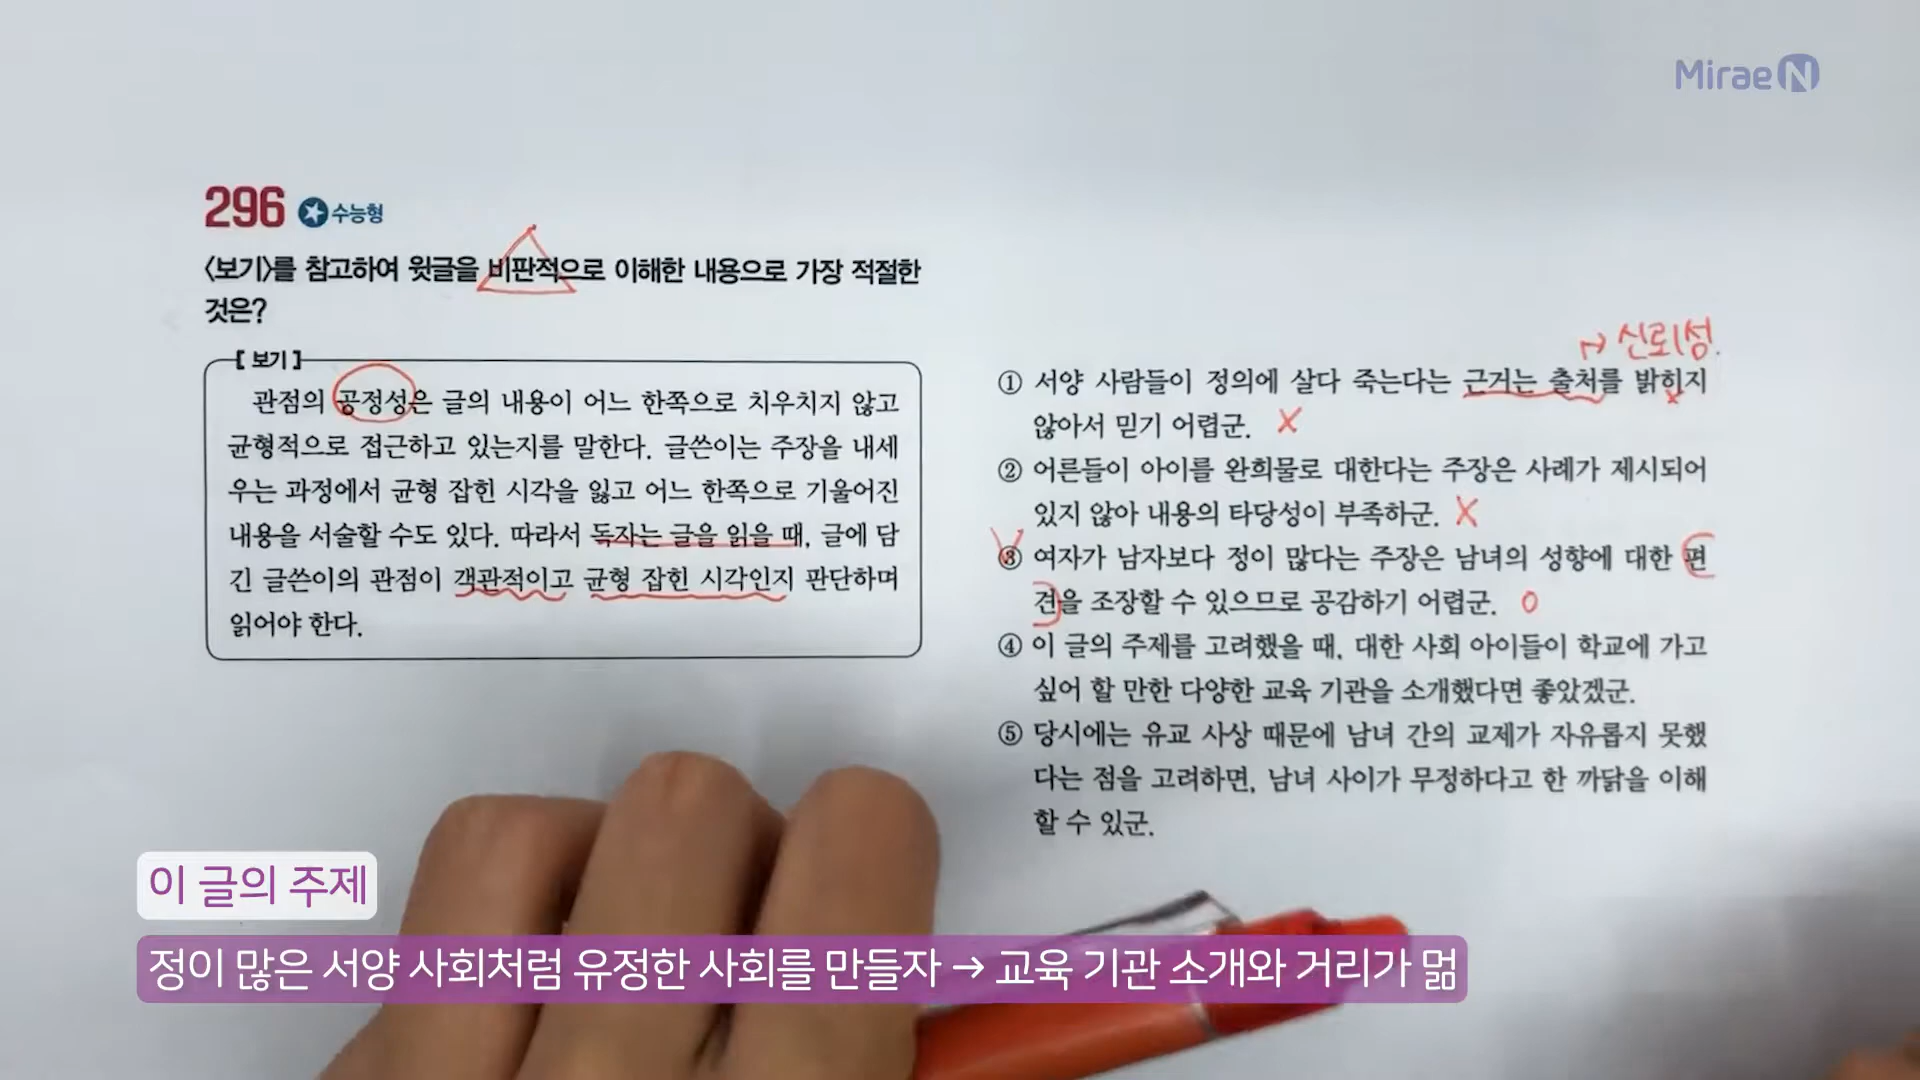 Mirae N
296 수능형
<보기>를 참고하여 윗글을 비판적으로 이해한 내용으로 가장 적절한
것은?
[보기]
관점의 공정성은 글의 내용이 어느 한쪽으로 치우치지 않고
균형적으로 접근하고 있는지를 말한다. 글쓴이는 주장을 내세
우는 과정에서 균형 잡힌 시각을 잃고 어느 한쪽으로 기울어진
내용을 서술할 수도 있다. 따라서 독자는 글을 읽을 때, 글에 담
긴 글쓴이의 관점이 객관적이고 균형 잡힌 시각인지 판단하며
읽어야 한다.
→ 신뢰성.
① 서양 사람들이 정의에 살다 죽는다는 근거는 출처를 밝히지
않아서 믿기 어렵군. X
② 어른들이 아이를 완희물로 대한다는 주장은 사례가 제시되어
있지 않아 내용의 타당성이 부족하군. X
③ 여자가 남자보다 정이 많다는 주장은 남녀의 성향에 대한 편
견을 조장할 수 있으므로 공감하기 어렵군. O
④ 이 글의 주제를 고려했을 때, 대한 사회 아이들이 학교에 가고
싶어 할 만한 다양한 교육 기관을 소개했다면 좋았겠군.
⑤ 당시에는 유교 사상 때문에 남녀 간의 교제가 자유롭지 못했
다는 점을 고려하면, 남녀 사이가 무정하다고 한 까닭을 이해
할 수 있군.
이 글의 주제
정이 많은 서양 사회처럼 유정한 사회를 만들자 → 교육 기관 소개와 거리가 멂